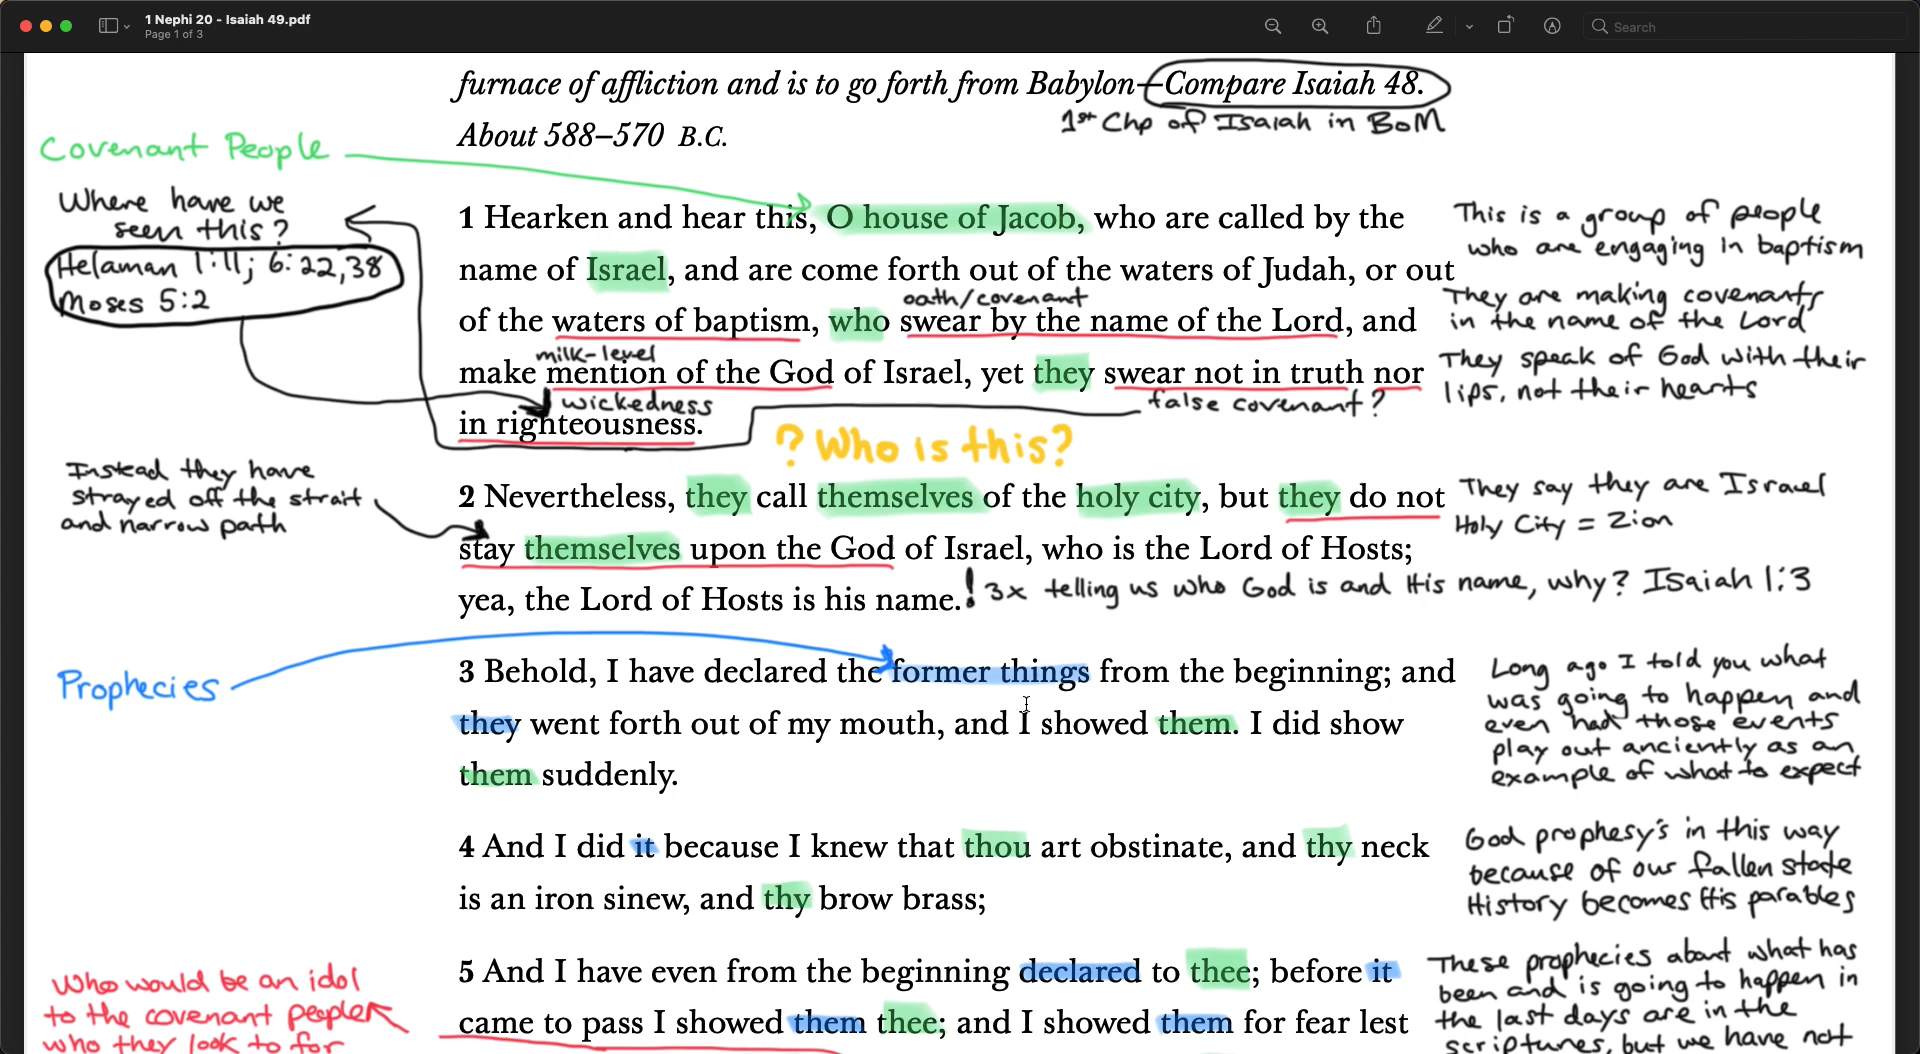 1 Nephi 20 - Isaiah 49.pdf
Page 1 of 3
Search
furnace of affliction and is to go forth from Babylon—Compare Isaiah 48.
About 588–570 B.C.
1st Chp of Isaiah in BoM
Covenant People
Where have we
seen this?
Helaman 1:11; 6:22,38
Moses 5:2
1 Hearken and hear this, O house of Jacob, who are called by the
name of Israel, and are come forth out of the waters of Judah, or out
oath/covenant
of the waters of baptism, who swear by the name of the Lord, and
milk-level
make mention of the God of Israel, yet they swear not in truth nor
wickedness
in righteousness.
false covenant?
? Who is this?
This is a group of people
who are engaging in baptism
They are making covenants
in the name of the Lord
They speak of God with their
lips, not their hearts
Instead they have
strayed off the strait
and narrow path
2 Nevertheless, they call themselves of the holy city, but they do not
stay themselves upon the God of Israel, who is the Lord of Hosts;
yea, the Lord of Hosts is his name.
! 3x telling us who God is and His name, why? Isaiah 1:3
They say they are Israel
Holy City = Zion
Prophecies
3 Behold, I have declared the former things from the beginning; and
they went forth out of my mouth, and I showed them. I did show
them suddenly.
Long ago I told you what
was going to happen and
even had those events
play out anciently as an
example of what to expect
4 And I did it because I knew that thou art obstinate, and thy neck
is an iron sinew, and thy brow brass;
God prophesy's in this way
because of our fallen state
History becomes His parables
Who would be an idol
to the covenant people
who they look to for
5 And I have even from the beginning declared to thee; before it
came to pass I showed them thee; and I showed them for fear lest
These prophecies about what has
been and is going to happen in
the last days are in the
scriptures, but we have not